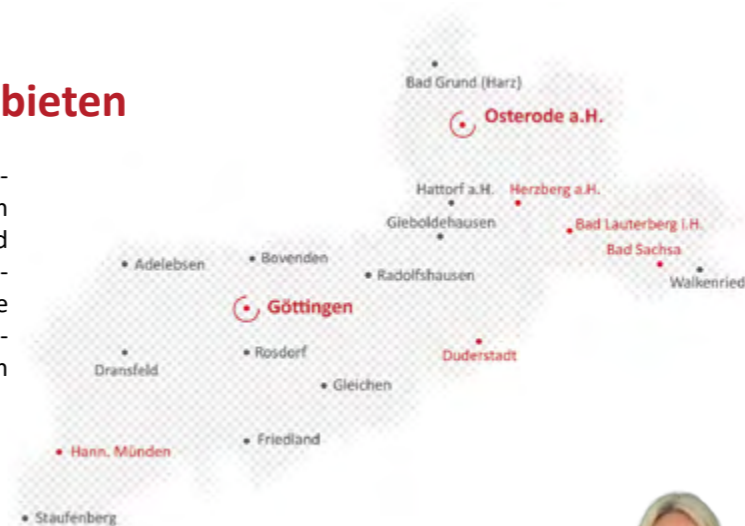 bieten
-
n
d
-
e
-
n
Bad Grund (Harz)
Osterode a.H.
Hattorf a.H.
Herzberg a.H.
Gieboldehausen
Bad Lauterberg i.H.
Bad Sachsa
Walkenried
Adelebsen
Bovenden
Radolfshausen
Göttingen
Dransfeld
Rosdorf
Duderstadt
Gleichen
Hann. Münden
Friedland
Staufenberg